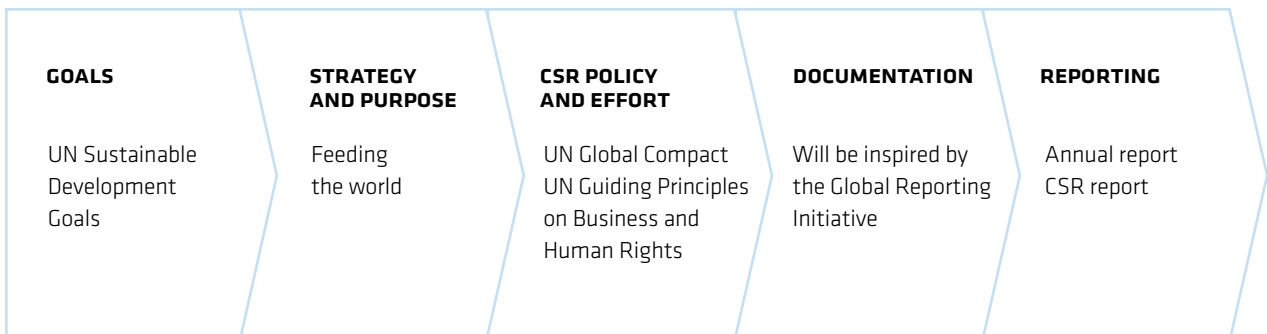 GOALS
UN Sustainable
Development
Goals
STRATEGY
AND PURPOSE
Feeding
the world
CSR POLICY
AND EFFORT
UN Global Compact
UN Guiding Principles
on Business and
Human Rights
DOCUMENTATION
Will be inspired by
the Global Reporting
Initiative
REPORTING
Annual report
CSR report